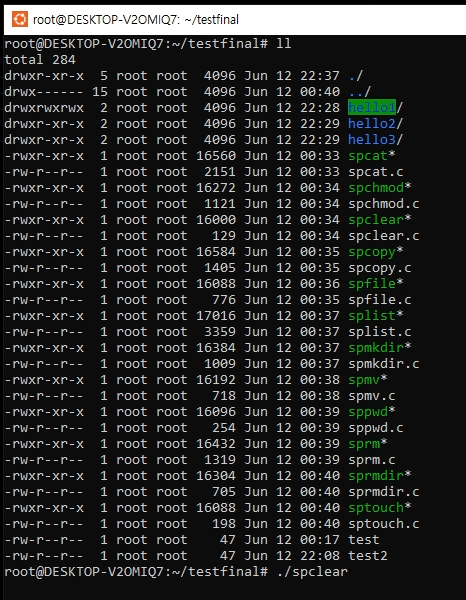 root@DESKTOP-V2OMIQ7: ~/testfinal
root@DESKTOP-V2OMIQ7:~/testfinal# ll
total 284
drwxr-xr-x  5 root root  4096 Jun 12 22:37 ./
drwx------ 15 root root  4096 Jun 12 00:40 ../
drwxrwxrwx  2 root root  4096 Jun 12 22:28 hello1/
drwxr-xr-x  2 root root  4096 Jun 12 22:29 hello2/
drwxr-xr-x  2 root root  4096 Jun 12 22:29 hello3/
-rwxr-xr-x  1 root root 16560 Jun 12 00:33 spcat*
-rw-r--r--  1 root root  2151 Jun 12 00:33 spcat.c
-rwxr-xr-x  1 root root 16272 Jun 12 00:34 spchmod*
-rw-r--r--  1 root root  1121 Jun 12 00:34 spchmod.c
-rwxr-xr-x  1 root root 16000 Jun 12 00:34 spclear*
-rw-r--r--  1 root root   129 Jun 12 00:34 spclear.c
-rwxr-xr-x  1 root root 16584 Jun 12 00:35 spcopy*
-rw-r--r--  1 root root  1405 Jun 12 00:35 spcopy.c
-rwxr-xr-x  1 root root 16088 Jun 12 00:36 spfile*
-rw-r--r--  1 root root   776 Jun 12 00:35 spfile.c
-rwxr-xr-x  1 root root 17016 Jun 12 00:37 splist*
-rw-r--r--  1 root root  3359 Jun 12 00:37 splist.c
-rwxr-xr-x  1 root root 16384 Jun 12 00:37 spmkdir*
-rw-r--r--  1 root root  1009 Jun 12 00:37 spmkdir.c
-rwxr-xr-x  1 root root 16192 Jun 12 00:38 spmv*
-rw-r--r--  1 root root   718 Jun 12 00:38 spmv.c
-rwxr-xr-x  1 root root 16096 Jun 12 00:39 sppwd*
-rw-r--r--  1 root root   254 Jun 12 00:39 sppwd.c
-rwxr-xr-x  1 root root 16432 Jun 12 00:39 sprm*
-rw-r--r--  1 root root  1319 Jun 12 00:39 sprm.c
-rwxr-xr-x  1 root root 16304 Jun 12 00:40 sprmdir*
-rw-r--r--  1 root root   705 Jun 12 00:40 sprmdir.c
-rwxr-xr-x  1 root root 16088 Jun 12 00:40 sptouch*
-rw-r--r--  1 root root   198 Jun 12 00:40 sptouch.c
-rw-r--r--  1 root root    47 Jun 12 00:17 test
-rw-r--r--  1 root root    47 Jun 12 22:08 test2
root@DESKTOP-V2OMIQ7:~/testfinal# ./spclear